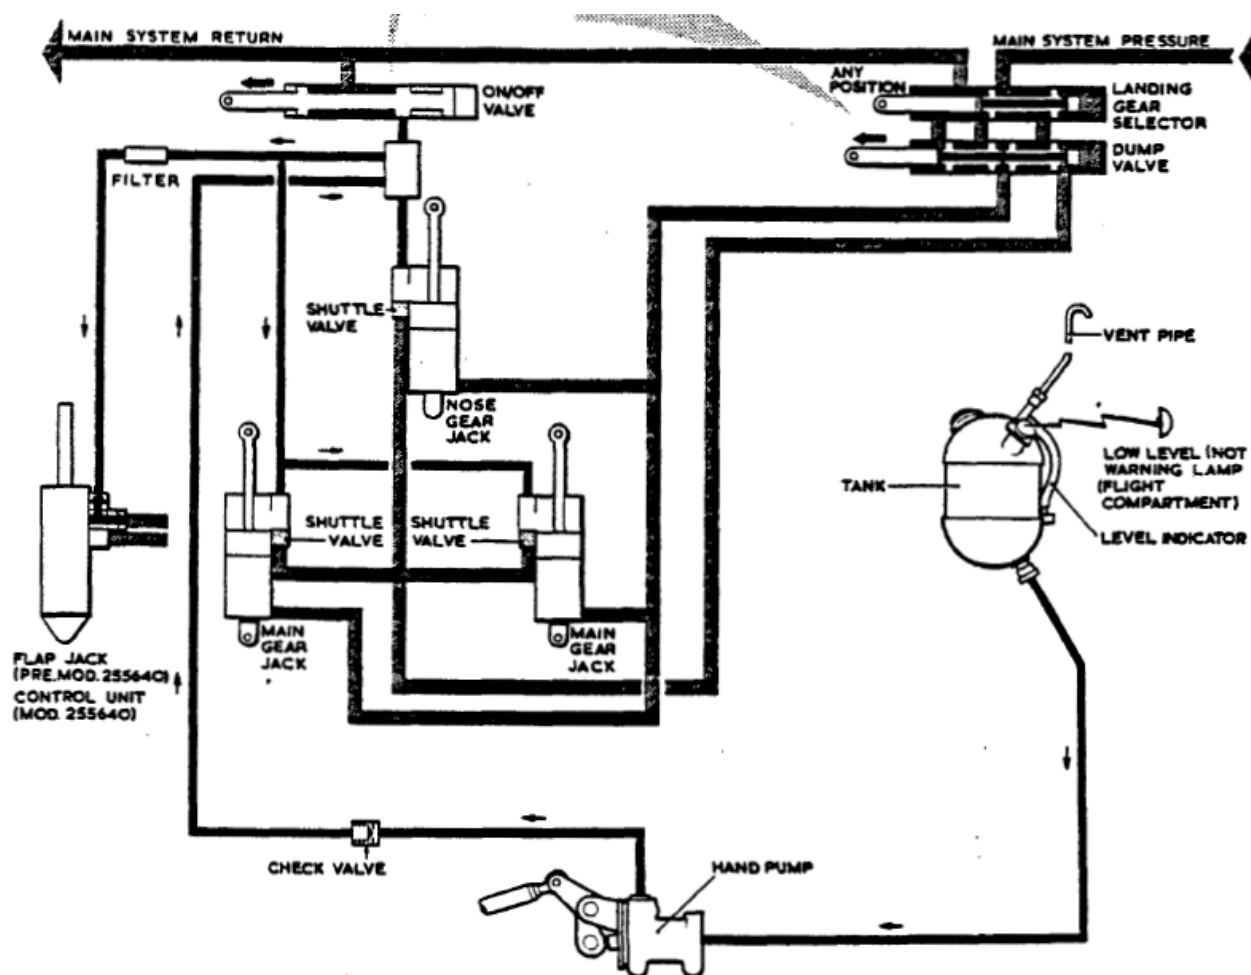 MAIN SYSTEM RETURN
MAIN SYSTEM PRESSURE
ON/OFF
VALVE
ANY
POSITION
LANDING
GEAR
SELECTOR
DUMP
VALVE
FILTER
SHUTTLE
VALVE
NOSE
GEAR
JACK
VENT PIPE
TANK
LOW LEVEL (NOT
WARNING LAMP
(FLIGHT
COMPARTMENT)
LEVEL INDICATOR
SHUTTLE
VALVE
SHUTTLE
VALVE
MAIN
GEAR
JACK
MAIN
GEAR
JACK
FLAP JACK
(PRE.MOD.255640)
CONTROL UNIT
(MOD. 255640)
CHECK VALVE
HAND PUMP